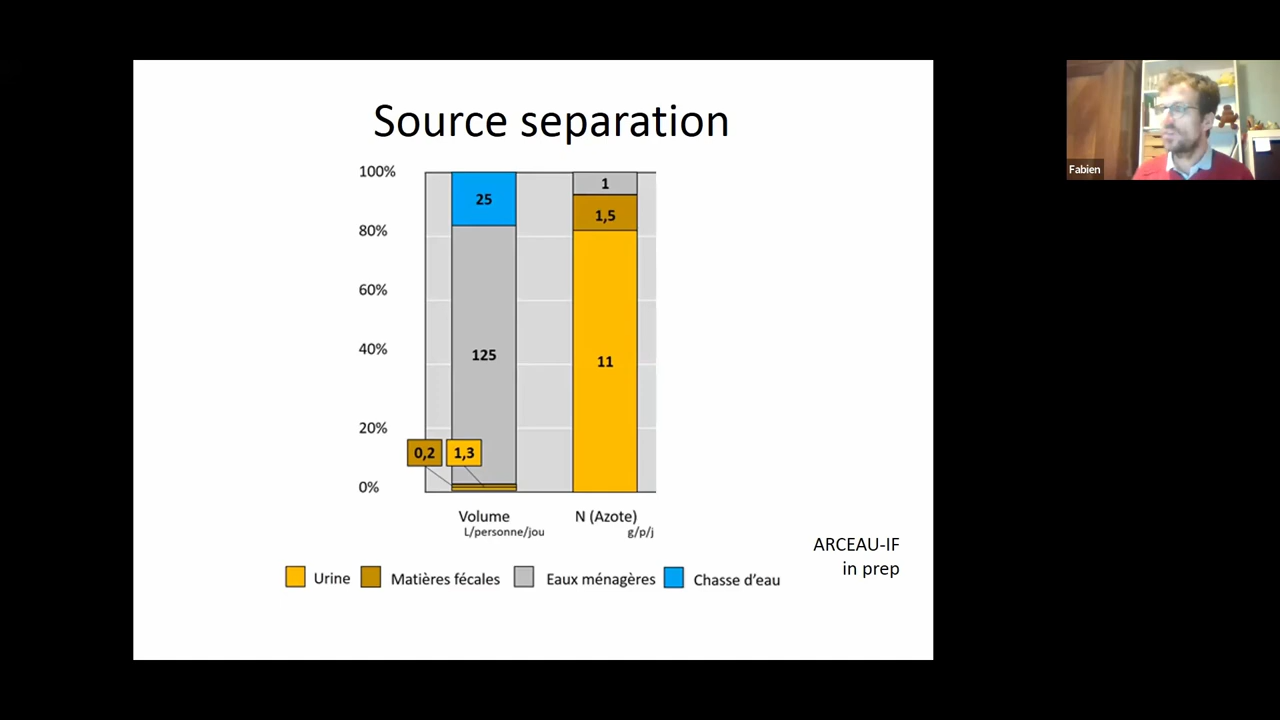 Source separation
100%
80%
60%
40%
20%
0%
25
125
0,2
1,3
1
1,5
11
Volume
L/personne/jou
N (Azote)
g/p/j
Urine
Matières fécales
Eaux ménagères
Chasse d'eau
ARCEAU-IF
in prep
Fabien